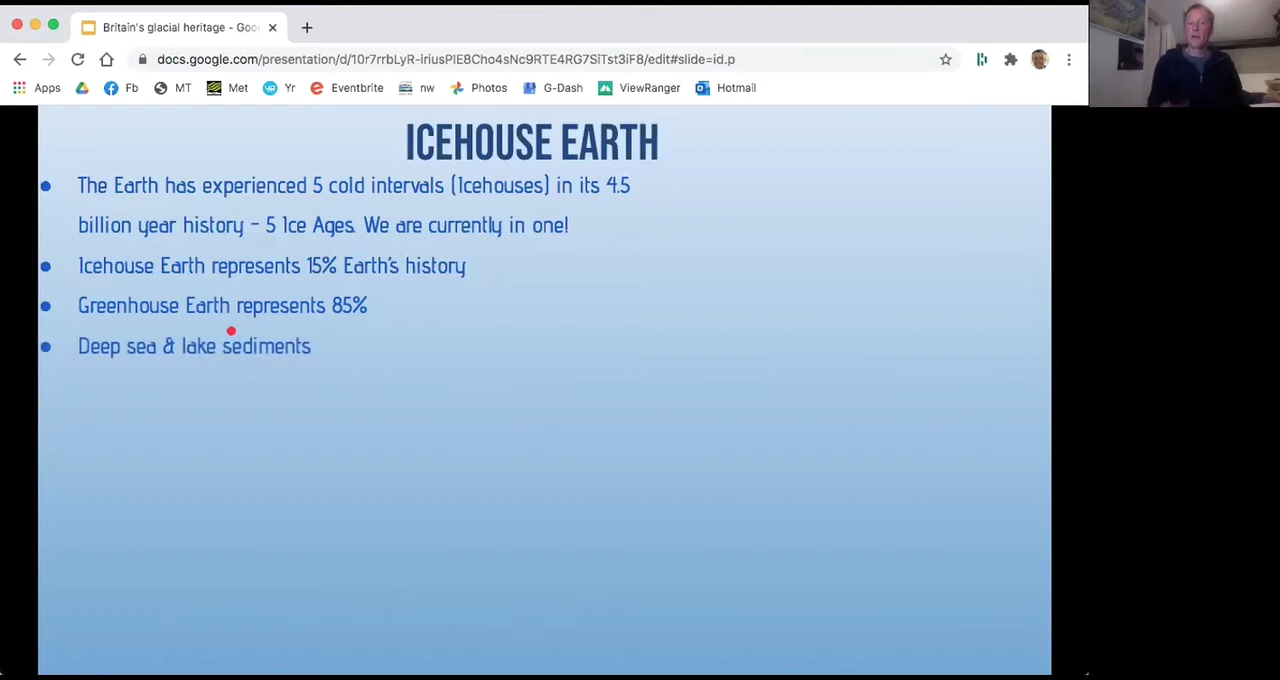 Britain's glacial heritage - Goo
docs.google.com/presentation/d/10r7rrbLyR-iriusPlE8Cho4sNc9RTE4RG7SiTst3iF8/edit#slide=id.p
Apps Fb MT Met Yr Eventbrite nw Photos G-Dash ViewRanger Hotmail
ICEHOUSE EARTH
• The Earth has experienced 5 cold intervals (Icehouses) in its 4.5
billion year history - 5 Ice Ages. We are currently in one!
• Icehouse Earth represents 15% Earth's history
• Greenhouse Earth represents 85%
• Deep sea & lake sediments